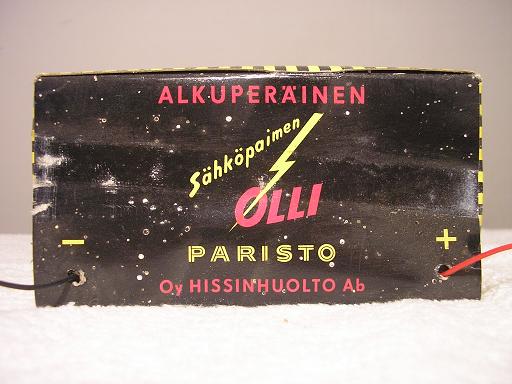 ALKUPERÄINEN
Sähköpaimen
OLLI
PARISTO
- +
Oy HISSINHUOLTO Ab